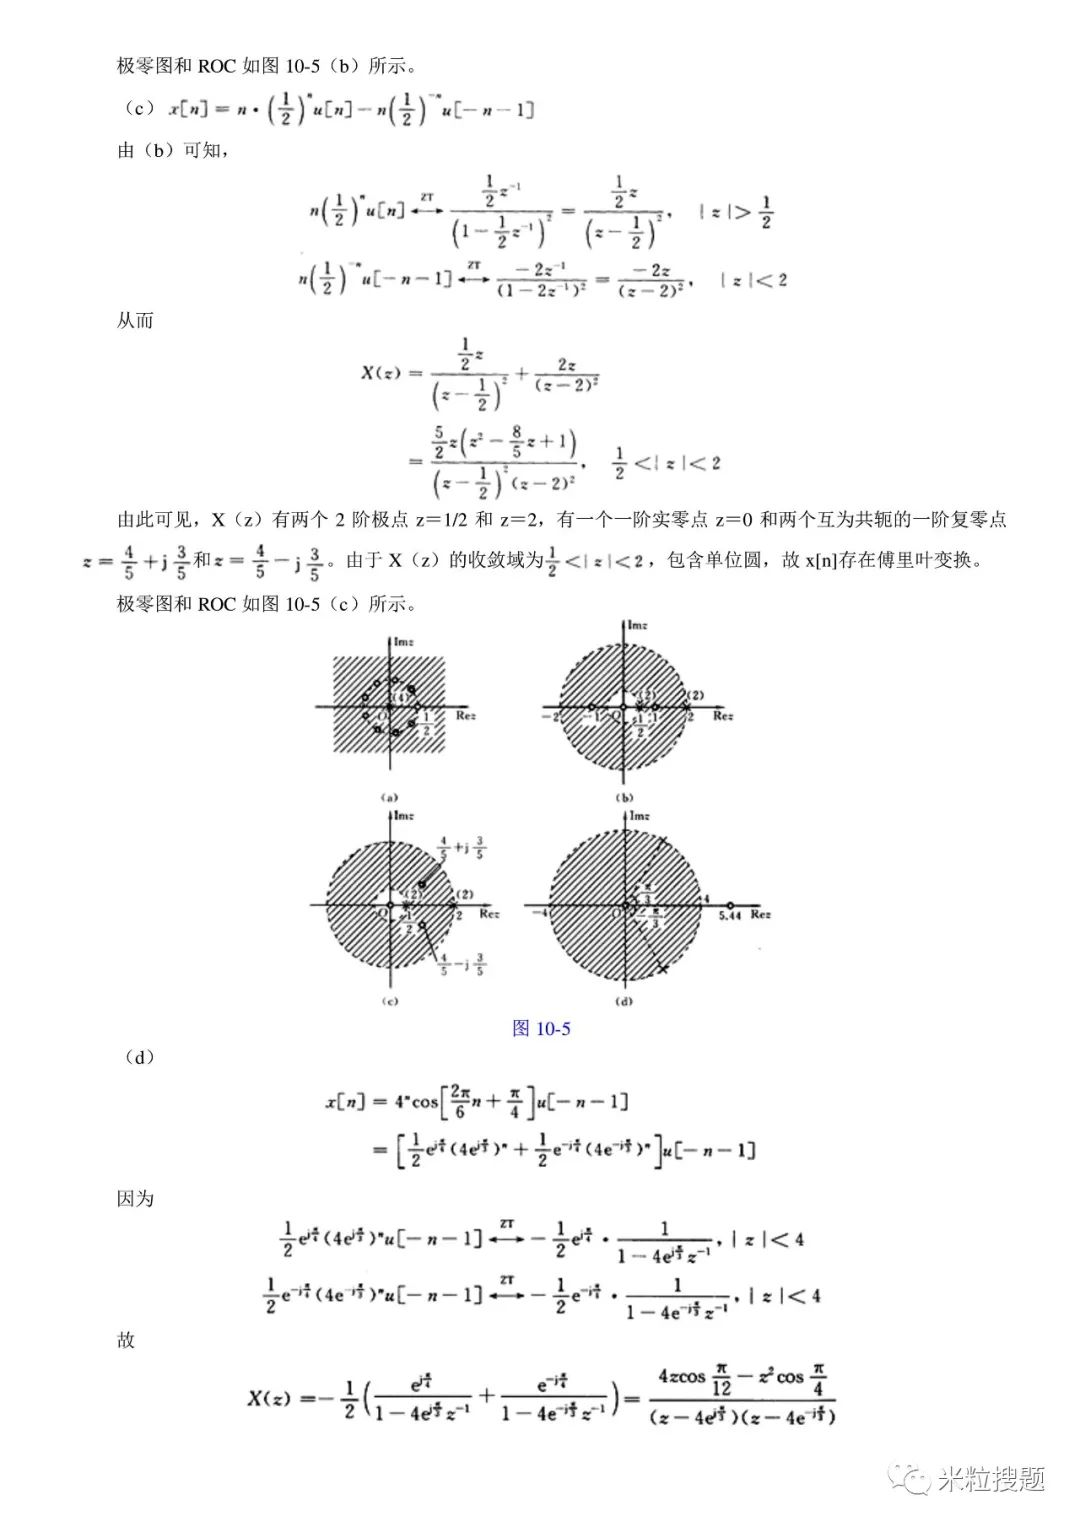 极零图和 ROC 如图 10-5（b）所示。
（c） x[n] = n·(1/2)^n u[n] − n(1/2)^{-n} u[−n−1]
由（b）可知，
n(1/2)^n u[n] ⟷^{ZT} (1/2 z^{-1})/(1 − 1/2 z^{-1})^2 = (1/2 z)/(z − 1/2)^2, |z| > 1/2
n(1/2)^{-n} u[−n−1] ⟷^{ZT} (−2z^{-1})/(1−2z^{-1})^2 = (−2z)/(z−2)^2, |z| < 2
从而
X(z) = (1/2 z)/(z − 1/2)^2 + 2z/(z−2)^2
= (5/2 z(z^2 − 8/5 z + 1))/((z − 1/2)^2 (z−2)^2), 1/2 < |z| < 2
由此可见，X（z）有两个 2 阶极点 z＝1/2 和 z＝2，有一个一阶实零点 z＝0 和两个互为共轭的一阶复零点
z = 4/5 + j 3/5 和 z = 4/5 − j 3/5。由于 X（z）的收敛域为 1/2 < |z| < 2，包含单位圆，故 x[n]存在傅里叶变换。
极零图和 ROC 如图 10-5（c）所示。
Imz
(4)
O
1/2
Rez
(a)
Imz
(2)
(2)
−2
−1
O
1/2
1
2
Rez
(b)
Imz
4/5 + j 3/5
(2)
(2)
O
1/2
2
Rez
4/5 − j 3/5
(c)
Imz
π/3
4
−4
O
−π/3
5.44
Rez
(d)
图 10-5
（d）
x[n] = 4^n cos[2π/6 n + π/4] u[−n−1]
= [1/2 e^{jπ/4} (4e^{jπ/3})^n + 1/2 e^{−jπ/4} (4e^{−jπ/3})^n] u[−n−1]
因为
1/2 e^{jπ/4} (4e^{jπ/3})^n u[−n−1] ⟷^{ZT} − 1/2 e^{jπ/4} · 1/(1 − 4e^{jπ/3} z^{-1}), |z| < 4
1/2 e^{−jπ/4} (4e^{−jπ/3})^n u[−n−1] ⟷^{ZT} − 1/2 e^{−jπ/4} · 1/(1 − 4e^{−jπ/3} z^{-1}), |z| < 4
故
X(z) = − 1/2 (e^{jπ/4}/(1 − 4e^{jπ/3} z^{-1}) + e^{−jπ/4}/(1 − 4e^{−jπ/3} z^{-1})) = (4z cos π/12 − z^2 cos π/4)/((z − 4e^{jπ/3})(z − 4e^{−jπ/3}))
米粒搜题